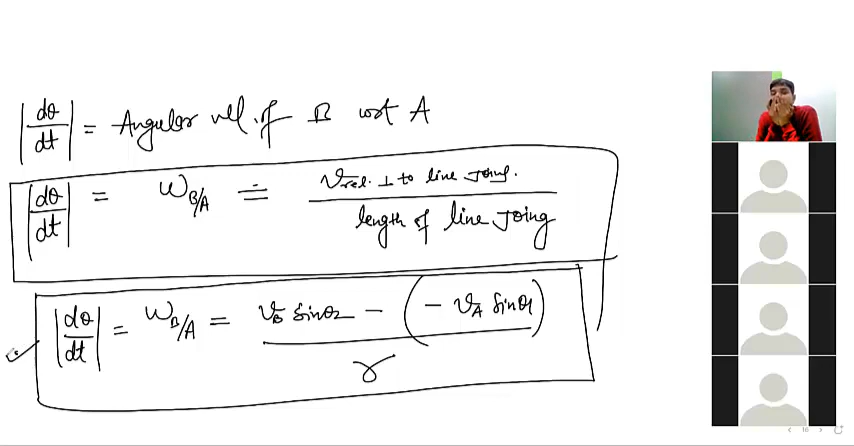 |dθ/dt| = Angular vel. of B wrt A
|dθ/dt| = ω_B/A = v_rel. ⊥ to line Joing. / length of line Joing
|dθ/dt| = ω_B/A = v_B sinθ2 - (- v_A sinθ1) / r
16